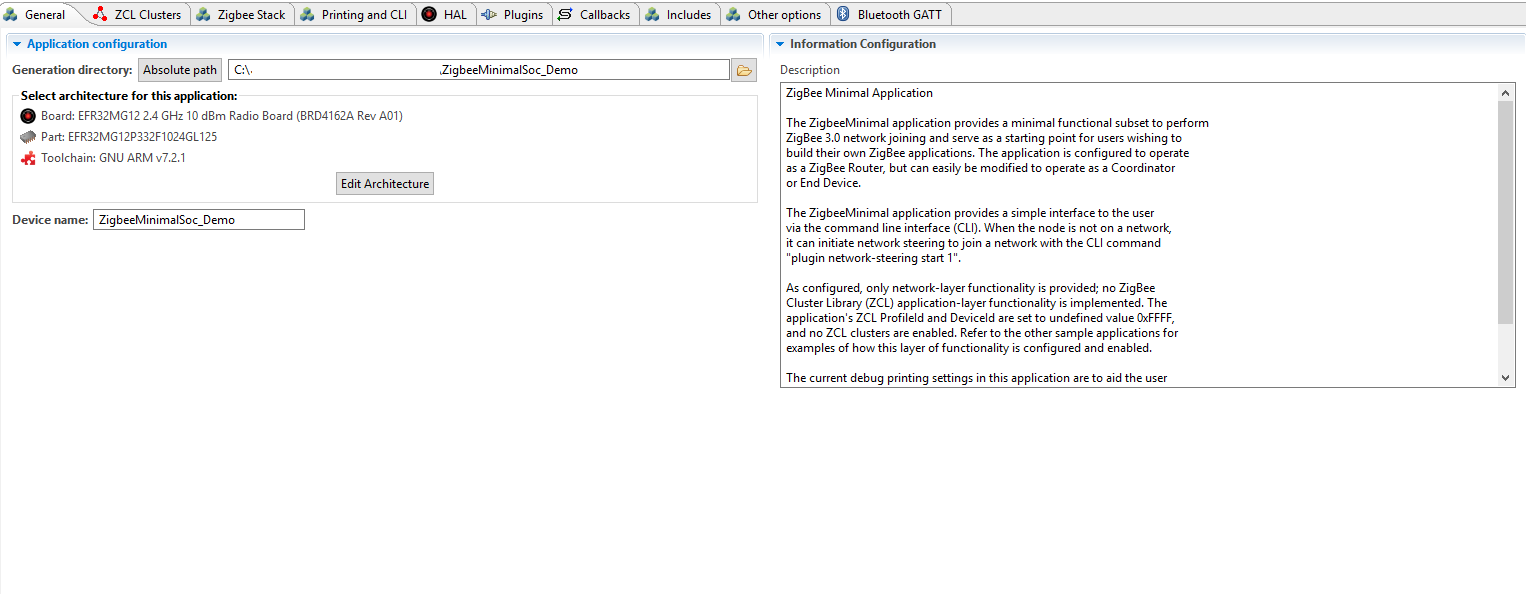 General ZCL Clusters Zigbee Stack Printing and CLI HAL Plugins Callbacks Includes Other options Bluetooth GATT
Application configuration
Generation directory: Absolute path C:\ \ZigbeeMinimalSoc_Demo
Select architecture for this application:
Board: EFR32MG12 2.4 GHz 10 dBm Radio Board (BRD4162A Rev A01)
Part: EFR32MG12P332F1024GL125
Toolchain: GNU ARM v7.2.1
Edit Architecture
Device name: ZigbeeMinimalSoc_Demo
Information Configuration
Description
ZigBee Minimal Application
The ZigbeeMinimal application provides a minimal functional subset to perform
ZigBee 3.0 network joining and serve as a starting point for users wishing to
build their own ZigBee applications. The application is configured to operate
as a ZigBee Router, but can easily be modified to operate as a Coordinator
or End Device.
The ZigbeeMinimal application provides a simple interface to the user
via the command line interface (CLI). When the node is not on a network,
it can initiate network steering to join a network with the CLI command
"plugin network-steering start 1".
As configured, only network-layer functionality is provided; no ZigBee
Cluster Library (ZCL) application-layer functionality is implemented. The
application's ZCL ProfileId and DeviceId are set to undefined value 0xFFFF,
and no ZCL clusters are enabled. Refer to the other sample applications for
examples of how this layer of functionality is configured and enabled.
The current debug printing settings in this application are to aid the user